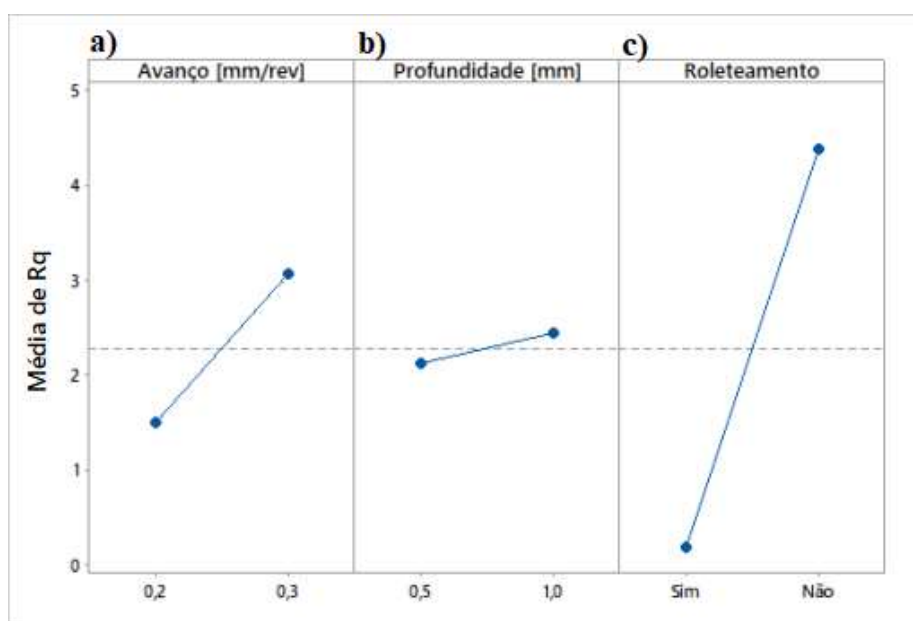 a) b) c)
Avanço [mm/rev] Profundidade [mm] Roleteamento
5
4
3
2
1
0
Média de Rq
0,2 0,3 0,5 1,0 Sim Não